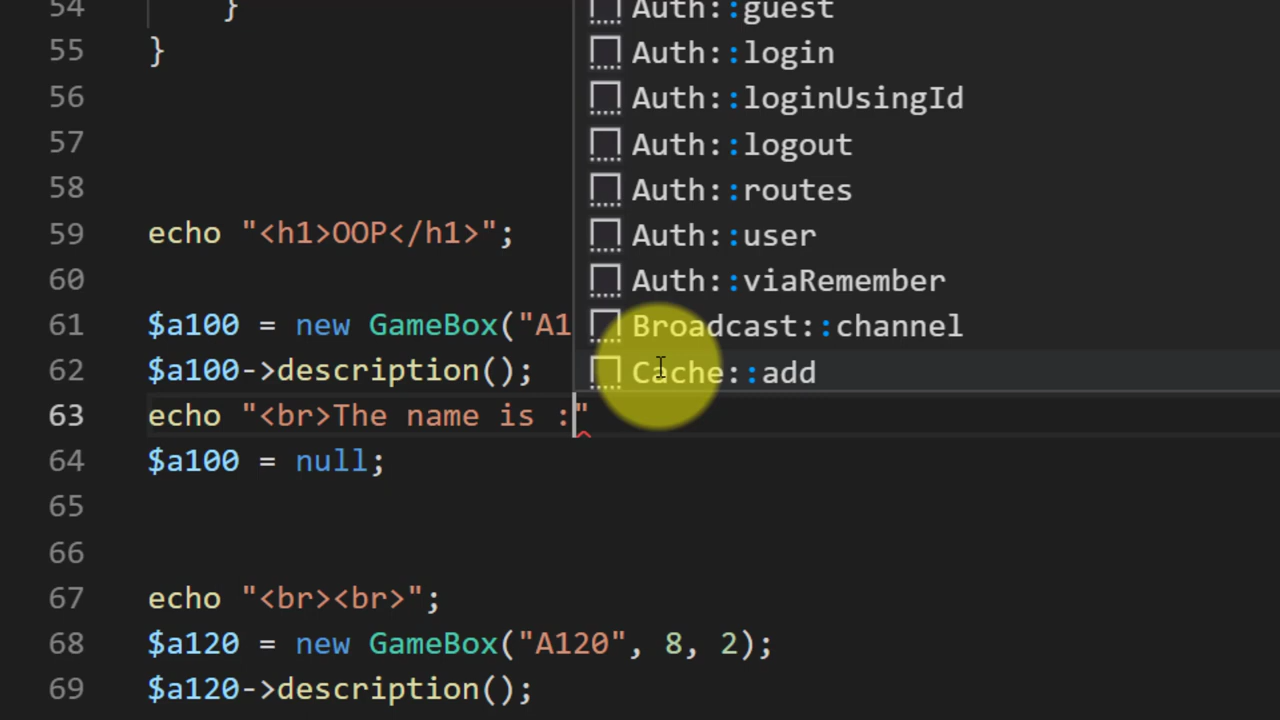 54 }
Auth::guest
55 }
Auth::login
56
Auth::loginUsingId
57
Auth::logout
58
Auth::routes
59 echo "<h1>OOP</h1>";
Auth::user
60
Auth::viaRemember
61 $a100 = new GameBox("A1
Broadcast::channel
62 $a100->description();
Cache::add
63 echo "<br>The name is :"
64 $a100 = null;
65
66
67 echo "<br><br>";
68 $a120 = new GameBox("A120", 8, 2);
69 $a120->description();